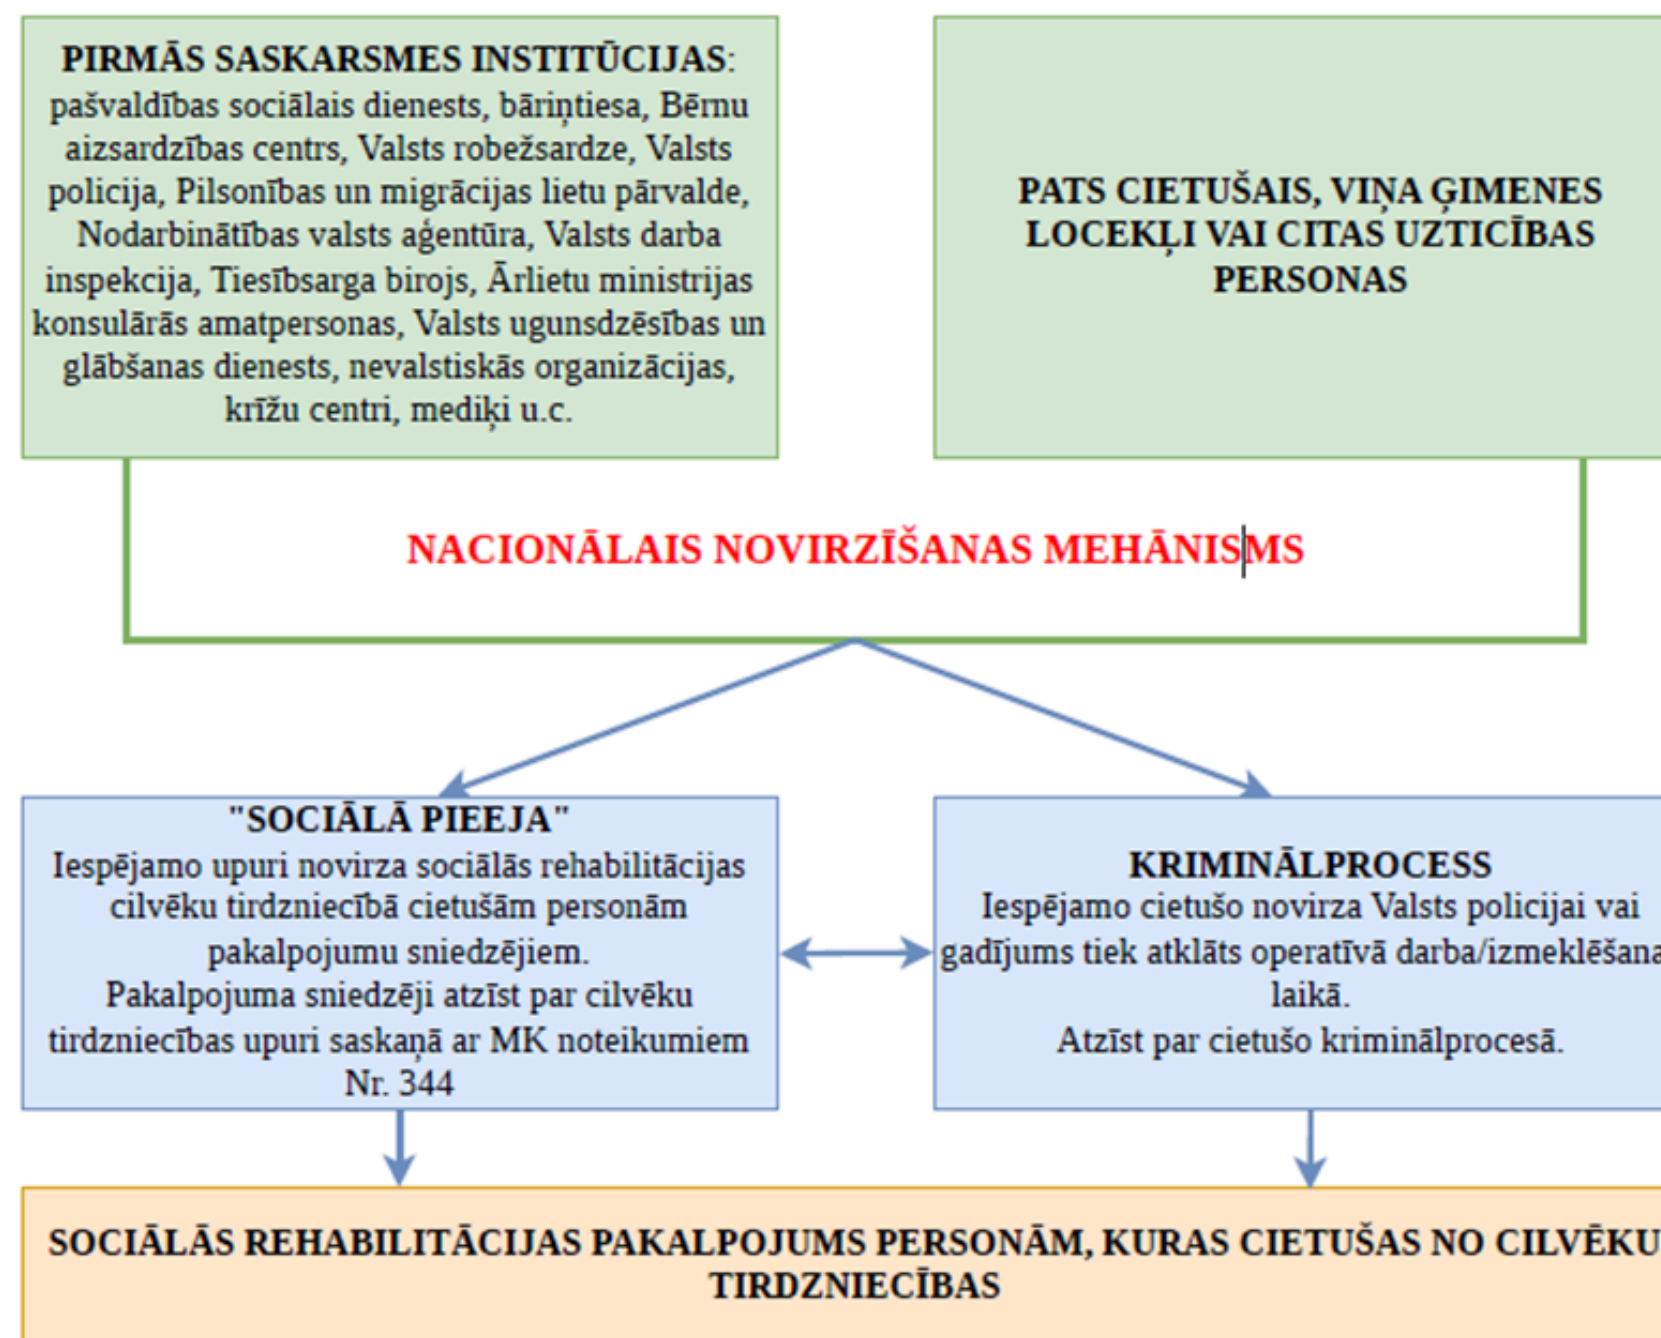 PIRMĀS SASKARSMES INSTITŪCIJAS:
pašvaldības sociālais dienests, bāriņtiesa, Bērnu
aizsardzības centrs, Valsts robežsardze, Valsts
policija, Pilsonības un migrācijas lietu pārvalde,
Nodarbinātības valsts aģentūra, Valsts darba
inspekcija, Tiesībsarga birojs, Ārlietu ministrijas
konsulārās amatpersonas, Valsts ugunsdzēsības un
glābšanas dienests, nevalstiskās organizācijas,
krīžu centri, mediķi u.c.
PATS CIETUŠAIS, VIŅA ĢIMENES
LOCEKĻI VAI CITAS UZTICĪBAS
PERSONAS
NACIONĀLAIS NOVIRZĪŠANAS MEHĀNISMS
"SOCIĀLĀ PIEEJA"
Iespējamo upuri novirza sociālās rehabilitācijas
cilvēku tirdzniecībā cietušām personām
pakalpojumu sniedzējiem.
Pakalpojuma sniedzēji atzīst par cilvēku
tirdzniecības upuri saskaņā ar MK noteikumiem
Nr. 344
KRIMINĀLPROCESS
Iespējamo cietušo novirza Valsts policijai vai
gadījums tiek atklāts operatīvā darba/izmeklēšana
laikā.
Atzīst par cietušo kriminālprocesā.
SOCIĀLĀS REHABILITĀCIJAS PAKALPOJUMS PERSONĀM, KURAS CIETUŠAS NO CILVĒKU
TIRDZNIECĪBAS